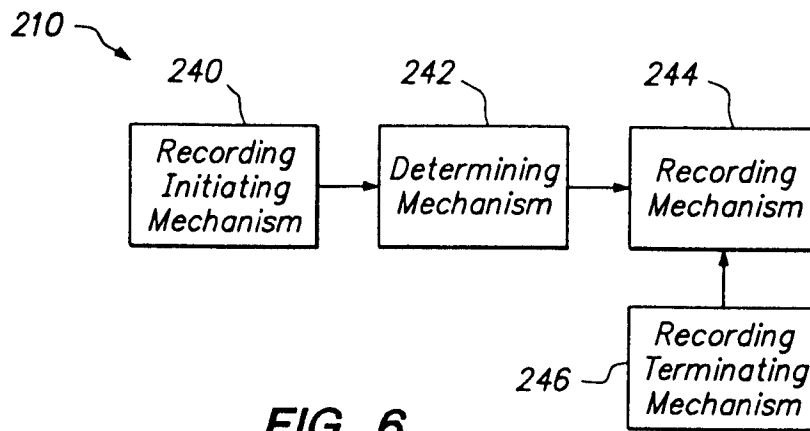 210
240
242
244
Recording
Initiating
Mechanism
Determining
Mechanism
Recording
Mechanism
246
Recording
Terminating
Mechanism
FIG. 6